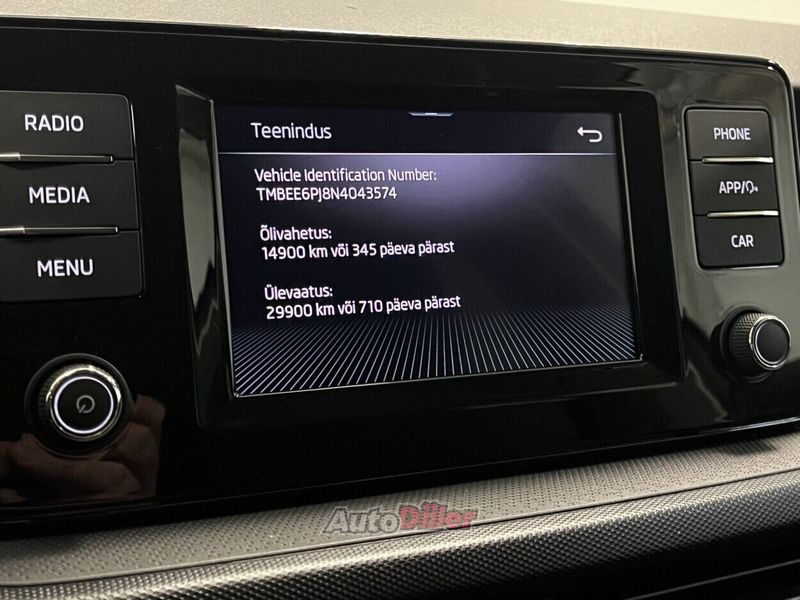 RADIO
MEDIA
MENU
Teenindus
Vehicle Identification Number:
TMBEE6PJ8N4043574
Õlivahetus:
14900 km või 345 päeva pärast
Ülevaatus:
29900 km või 710 päeva pärast
PHONE
APP/
CAR
AutoDiller